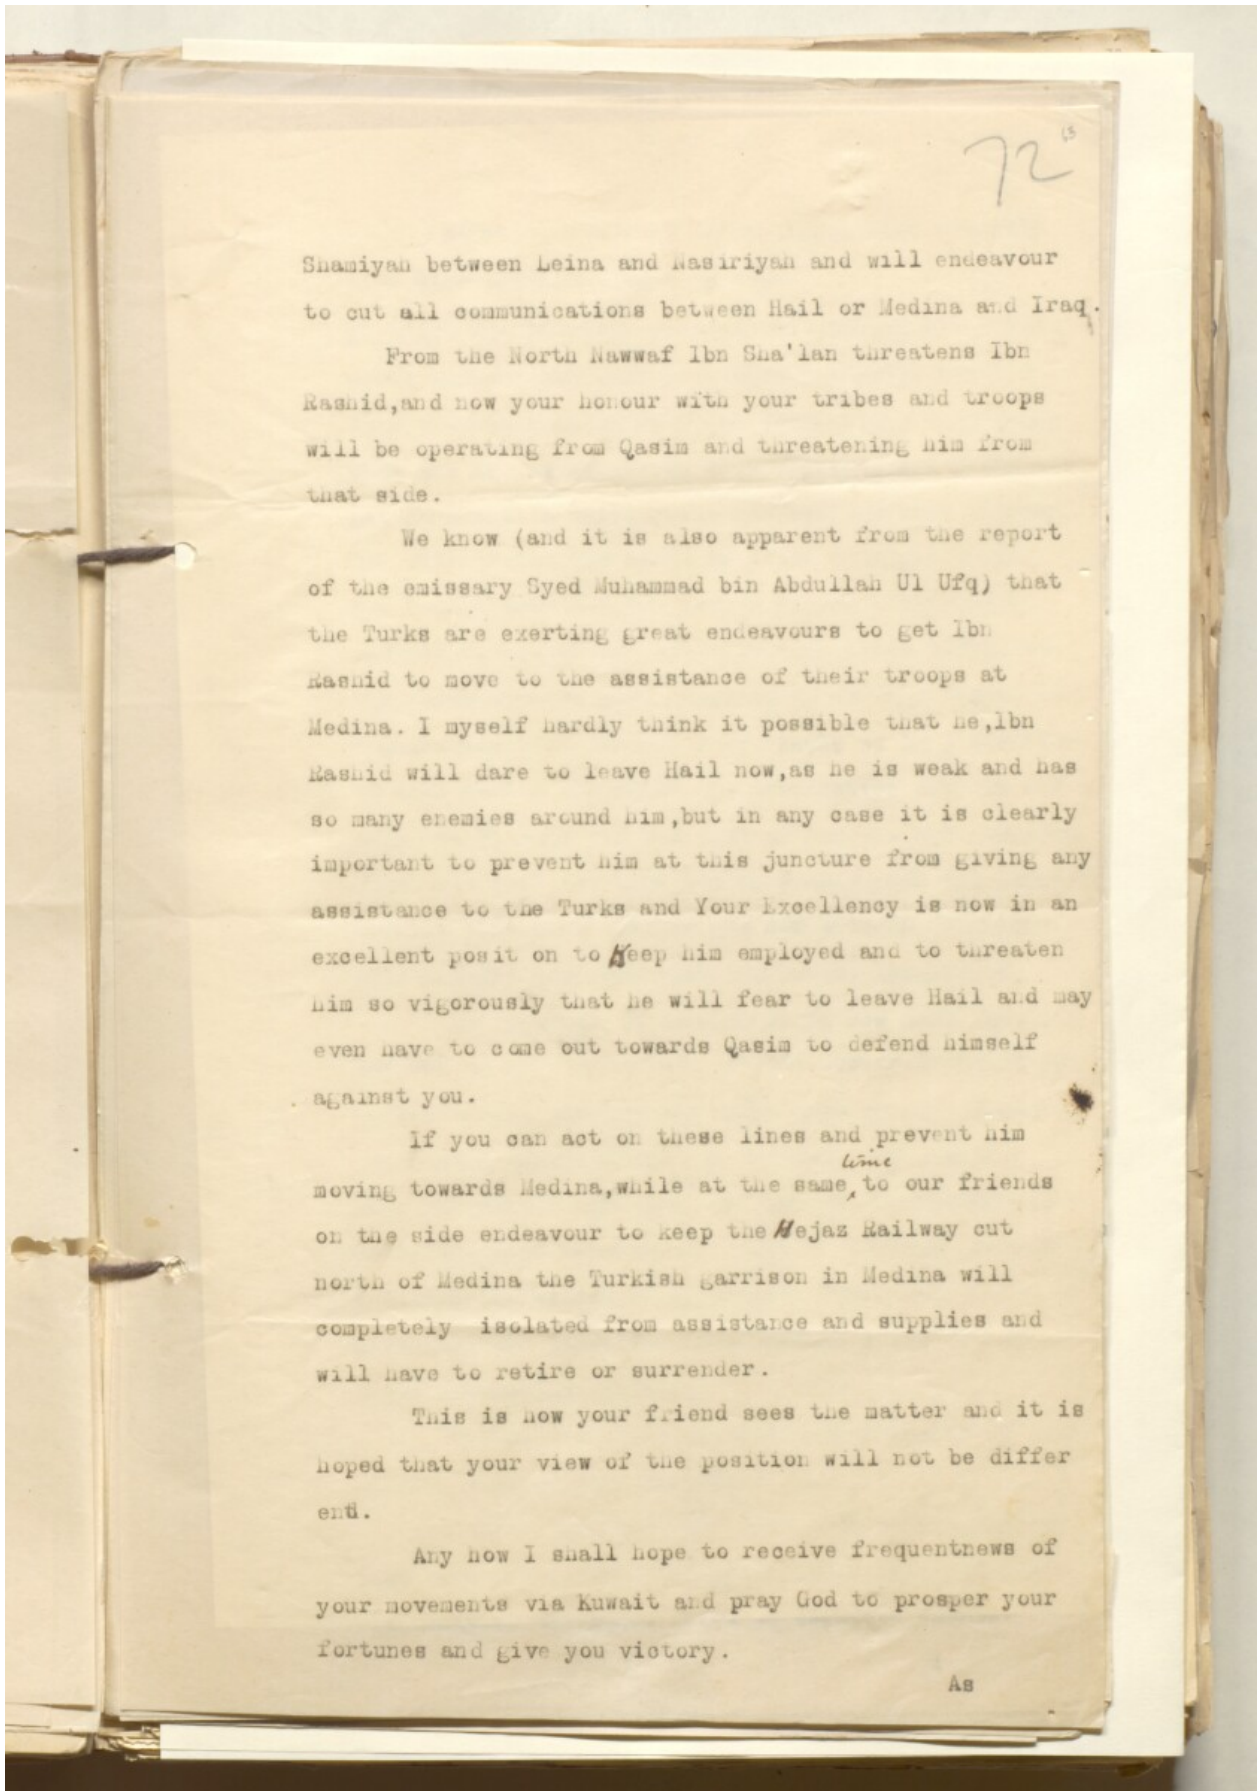 72
Shamiyah between Leina and Nasiriyah and will endeavour
to cut all communications between Hail or Medina and Iraq.
From the North Nawwaf Ibn Sha'lan threatens Ibn
Rashid,and now your honour with your tribes and troops
will be operating from Qasim and threatening him from
that side.
We know (and it is also apparent from the report
of the emissary Syed Muhammad bin Abdullah Ul Ufq) that
the Turks are exerting great endeavours to get Ibn
Rashid to move to the assistance of their troops at
Medina. I myself hardly think it possible that he,Ibn
Rashid will dare to leave Hail now,as he is weak and has
so many enemies around him,but in any case it is clearly
important to prevent him at this juncture from giving any
assistance to the Turks and Your Excellency is now in an
excellent posit on to keep him employed and to threaten
him so vigorously that he will fear to leave Hail and may
even have to come out towards Qasim to defend himself
against you.
If you can act on these lines and prevent him
time
moving towards Medina,while at the same to our friends
on the side endeavour to keep the Hejaz Railway cut
north of Medina the Turkish garrison in Medina will
completely isolated from assistance and supplies and
will have to retire or surrender.
This is how your friend sees the matter and it is
hoped that your view of the position will not be differ
ent.
Any how I shall hope to receive frequentnews of
your movements via Kuwait and pray God to prosper your
fortunes and give you victory.
As